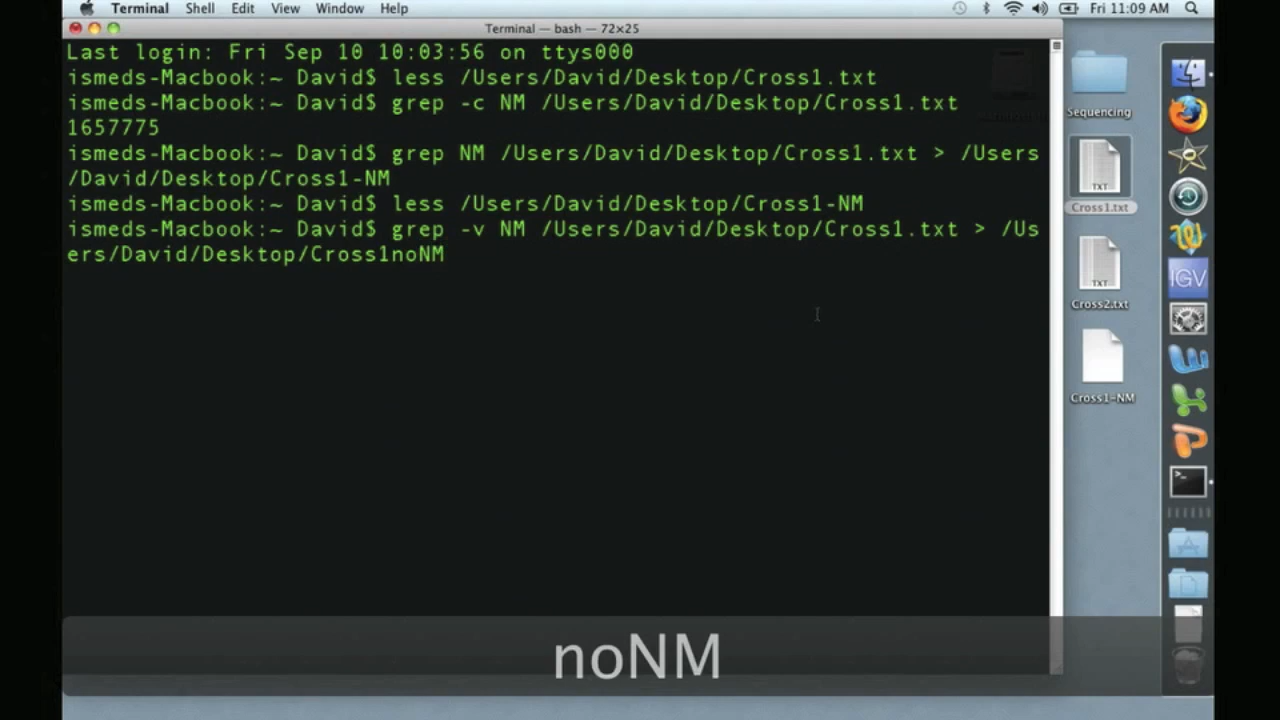 Terminal Shell Edit View Window Help Fri 11:09 AM
Terminal — bash — 72×25
Last login: Fri Sep 10 10:03:56 on ttys000
ismeds-Macbook:~ David$ less /Users/David/Desktop/Cross1.txt
ismeds-Macbook:~ David$ grep -c NM /Users/David/Desktop/Cross1.txt
1657775
ismeds-Macbook:~ David$ grep NM /Users/David/Desktop/Cross1.txt > /Users
/David/Desktop/Cross1-NM
ismeds-Macbook:~ David$ less /Users/David/Desktop/Cross1-NM
ismeds-Macbook:~ David$ grep -v NM /Users/David/Desktop/Cross1.txt > /Us
ers/David/Desktop/Cross1noNM
Sequencing
TXT
Cross1.txt
TXT
Cross2.txt
Cross1-NM
IGV
noNM